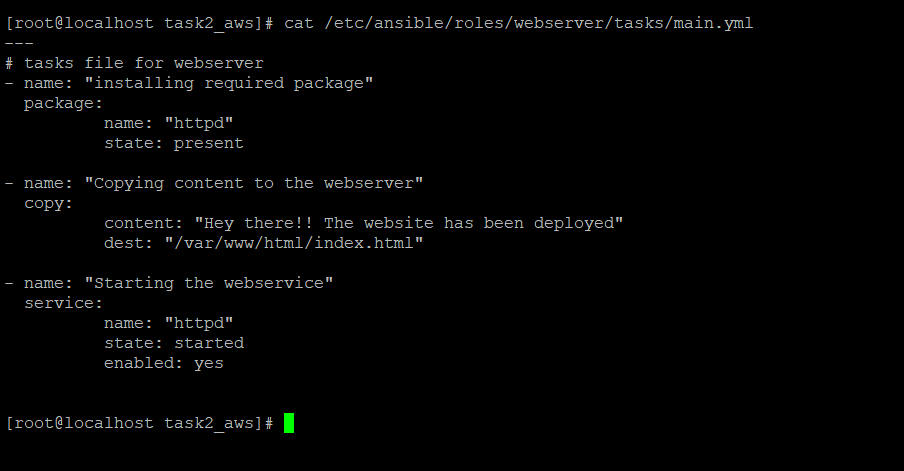 [root@localhost task2_aws]# cat /etc/ansible/roles/webserver/tasks/main.yml
---
# tasks file for webserver
- name: "installing required package"
  package:
          name: "httpd"
          state: present

- name: "Copying content to the webserver"
  copy:
          content: "Hey there!! The website has been deployed"
          dest: "/var/www/html/index.html"

- name: "Starting the webservice"
  service:
          name: "httpd"
          state: started
          enabled: yes


[root@localhost task2_aws]#